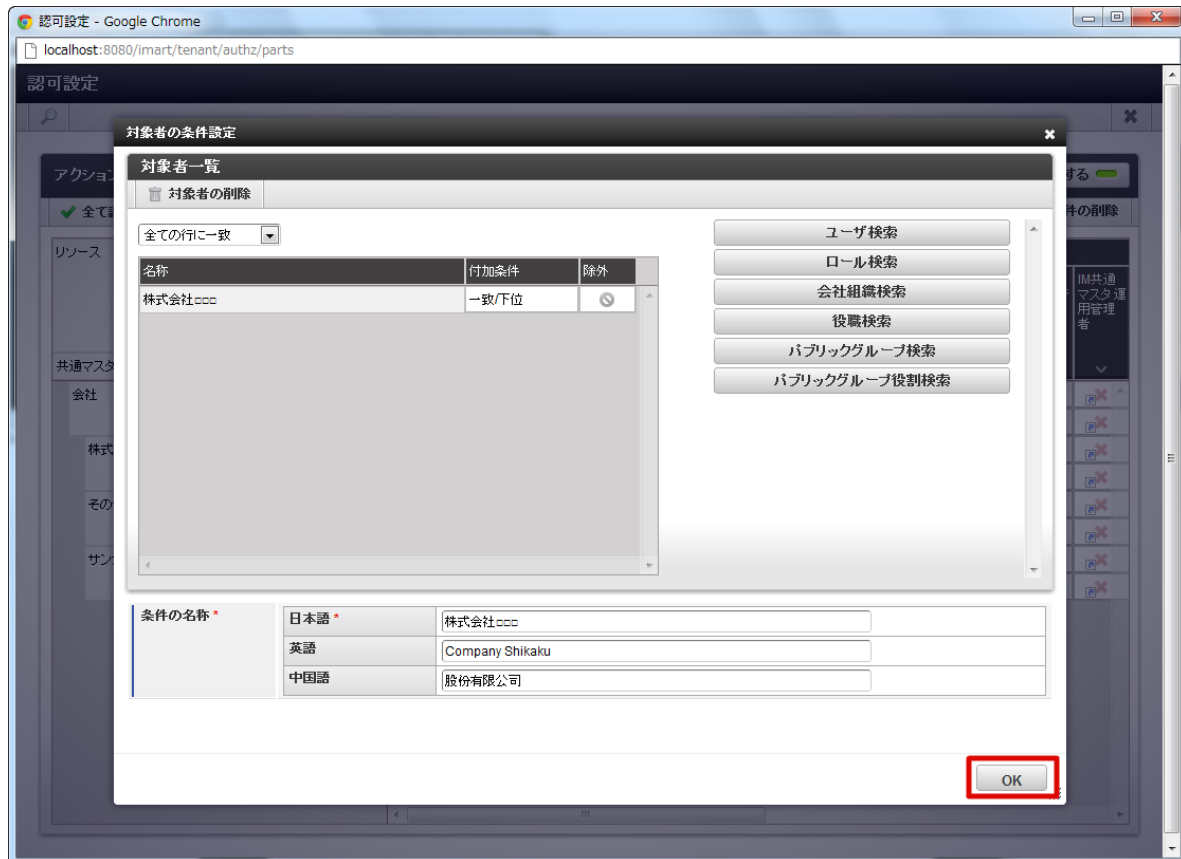 認可設定 - Google Chrome
localhost:8080/imart/tenant/authz/parts
認可設定
対象者の条件設定
アクション
対象者一覧
する
全て
対象者の削除
件の削除
リソース
全ての行に一致
ユーザ検索
名称 付加条件 除外
ロール検索
IM共通
マスタ運
用管理
者
株式会社□□□ 一致/下位
会社組織検索
役職検索
パブリックグループ検索
パブリックグループ役割検索
共通マスタ
会社
株式
その
サン
条件の名称 *
日本語 * 株式会社□□□
英語 Company Shikaku
中国語 股份有限公司
OK